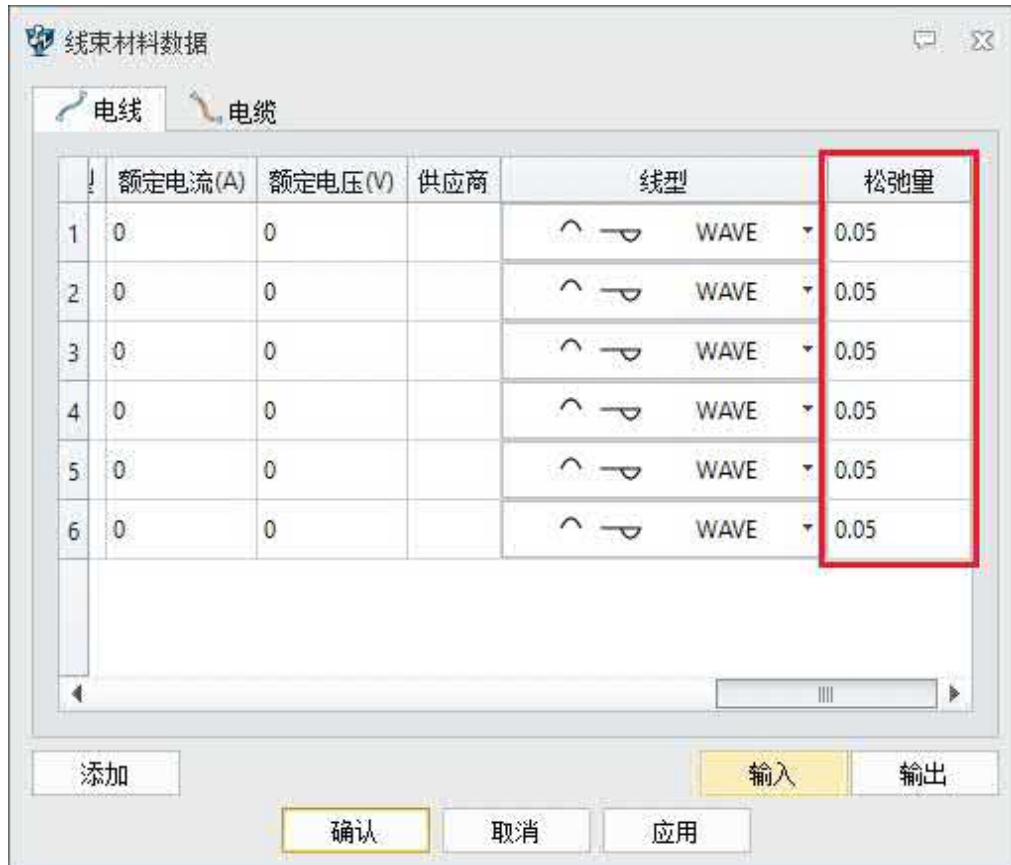 线束材料数据
电线 电缆
额定电流(A) 额定电压(V) 供应商 线型 松弛量
1 0 0 WAVE 0.05
2 0 0 WAVE 0.05
3 0 0 WAVE 0.05
4 0 0 WAVE 0.05
5 0 0 WAVE 0.05
6 0 0 WAVE 0.05
添加 输入 输出
确认 取消 应用